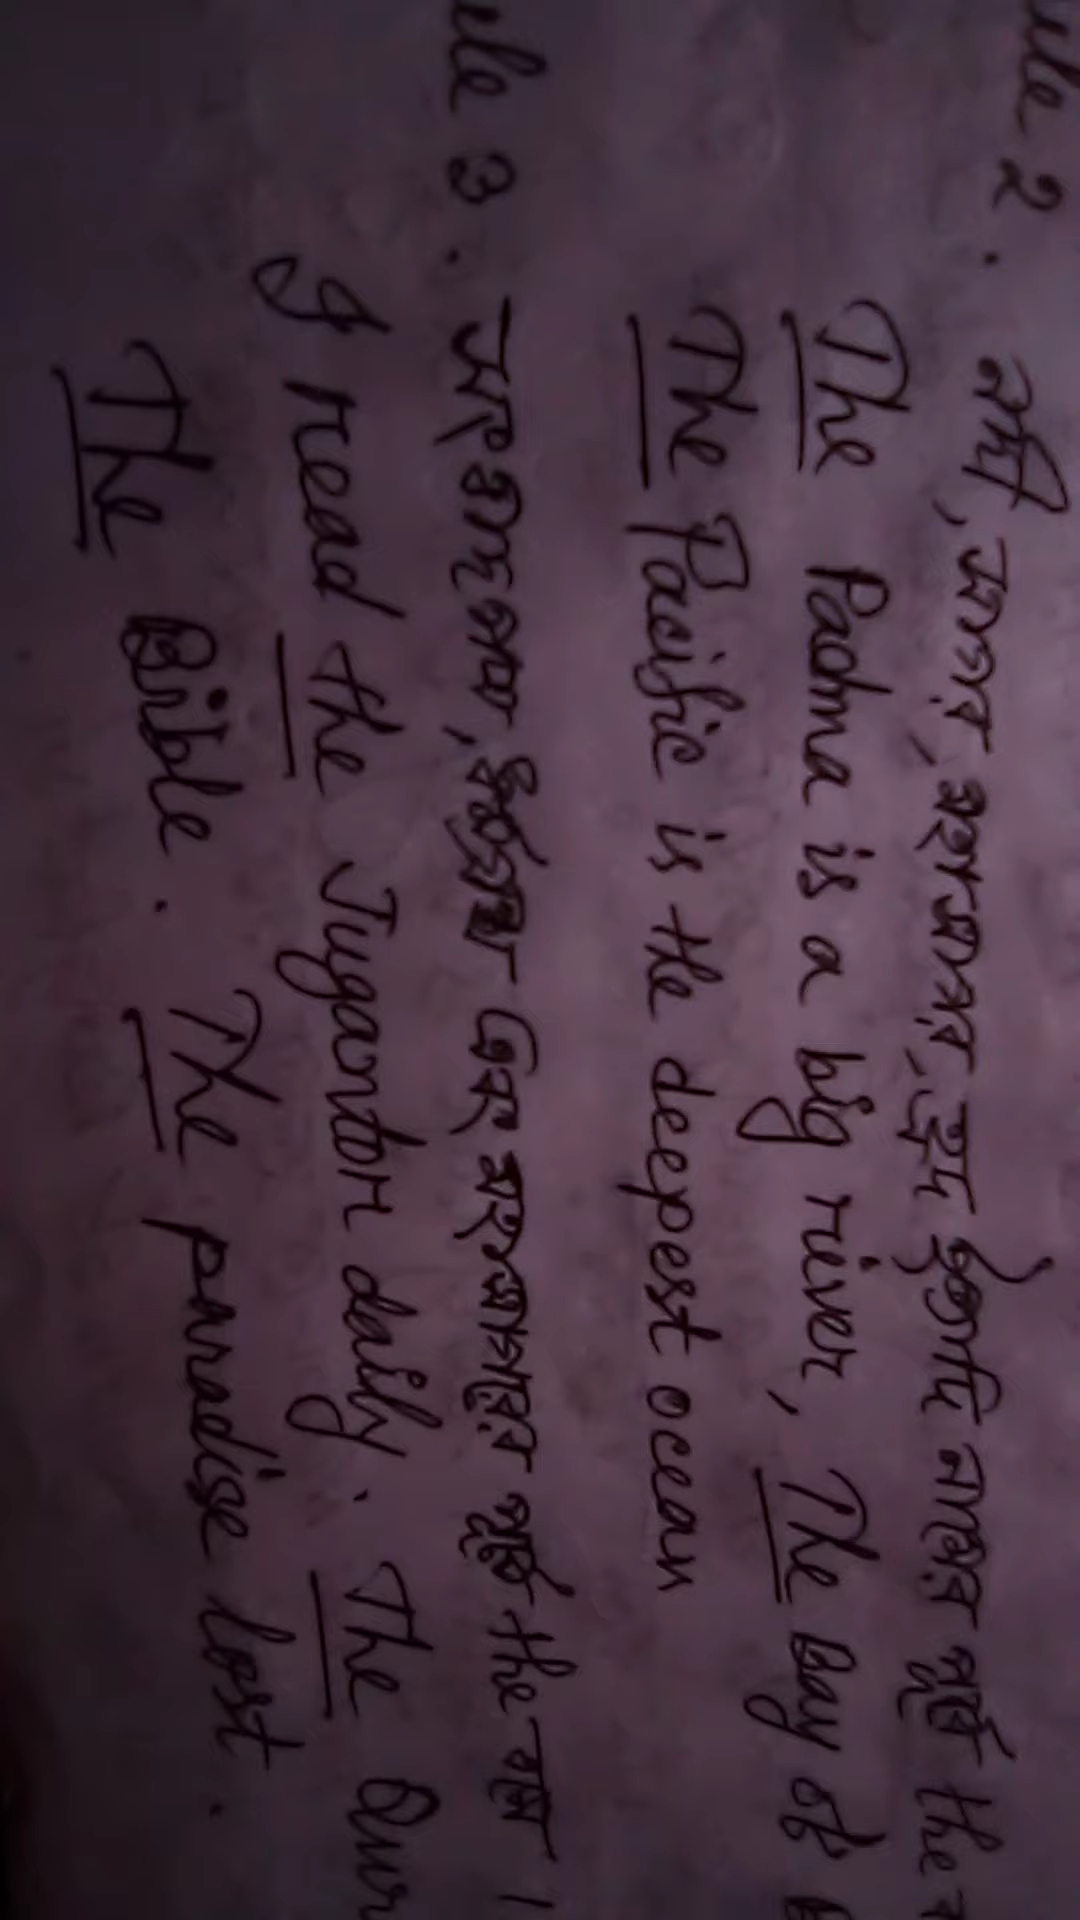 ule 2. নদী, সাগর, মহাসাগর, হ্রদ ইত্যাদি নামের পূর্বে the
The Padma is a big river, The Bay of
The Pacific is the deepest ocean
ule 3. সংবাদপত্র, ধর্মগ্রন্থ এবং মহাকাব্যের পূর্বে the বসে।
I read the Jugantor daily. The Qur
The Bible. The paradise lost.